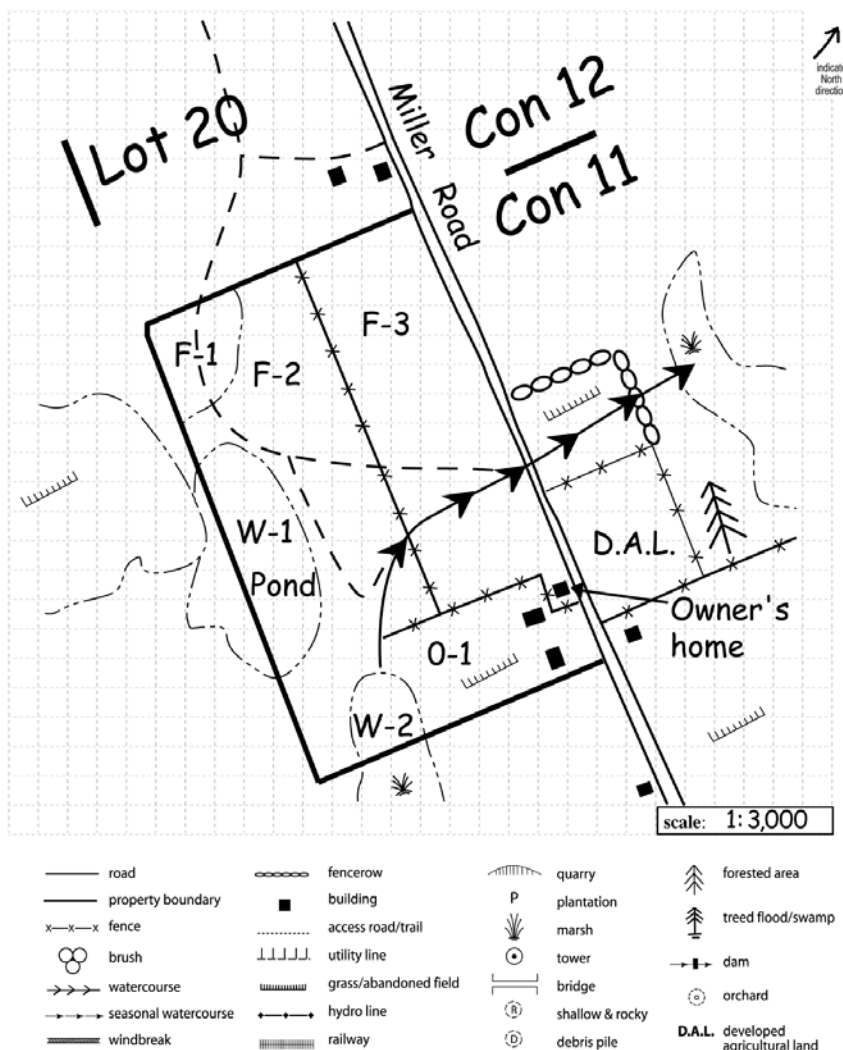 indicate
North
direction
Lot 20
Miller
Road
Con 12
Con 11
F-1
F-2
F-3
W-1
Pond
D.A.L.
Owner's
home
O-1
W-2
scale: 1:3,000
road
property boundary
fence
brush
watercourse
seasonal watercourse
windbreak
fencerow
building
access road/trail
utility line
grass/abandoned field
hydro line
railway
quarry
P plantation
marsh
tower
bridge
R shallow & rocky
D debris pile
forested area
treed flood/swamp
dam
orchard
D.A.L. developed
agricultural land